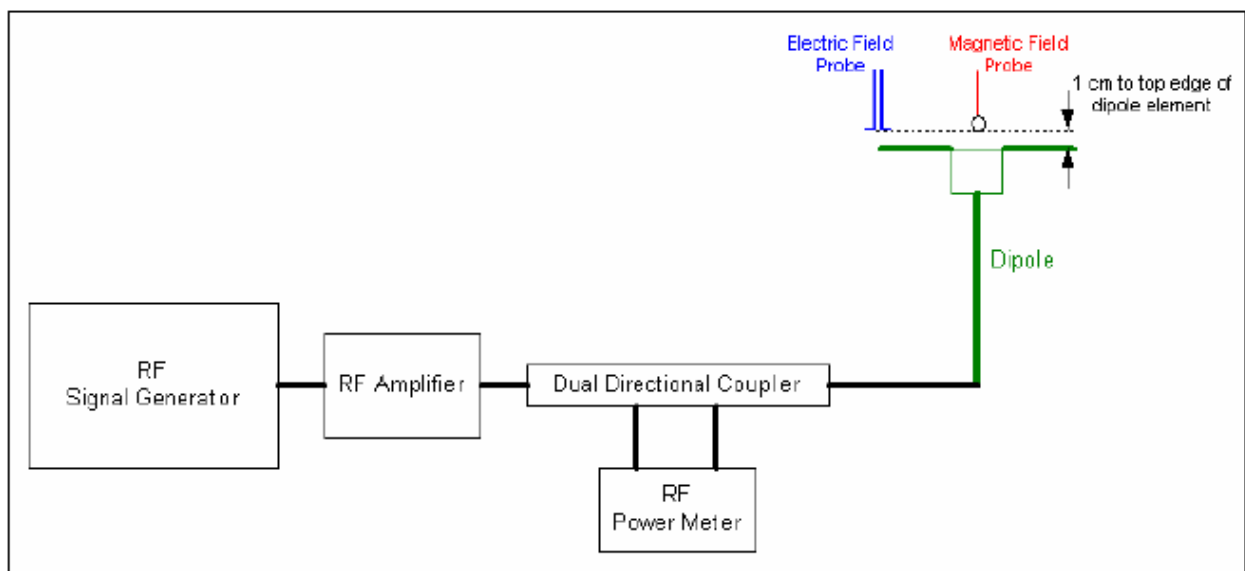 Electric Field
Probe
Magnetic Field
Probe
1 cm to top edge of
dipole element
Dipole
RF
Signal Generator
RF Amplifier
Dual Directional Coupler
RF
Power Meter